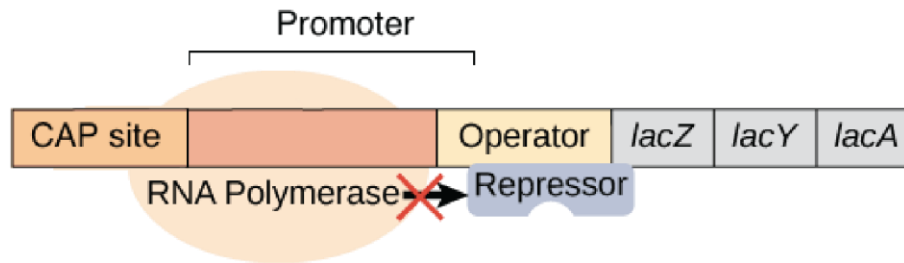 Promoter
CAP site Operator lacZ lacY lacA
RNA Polymerase Repressor